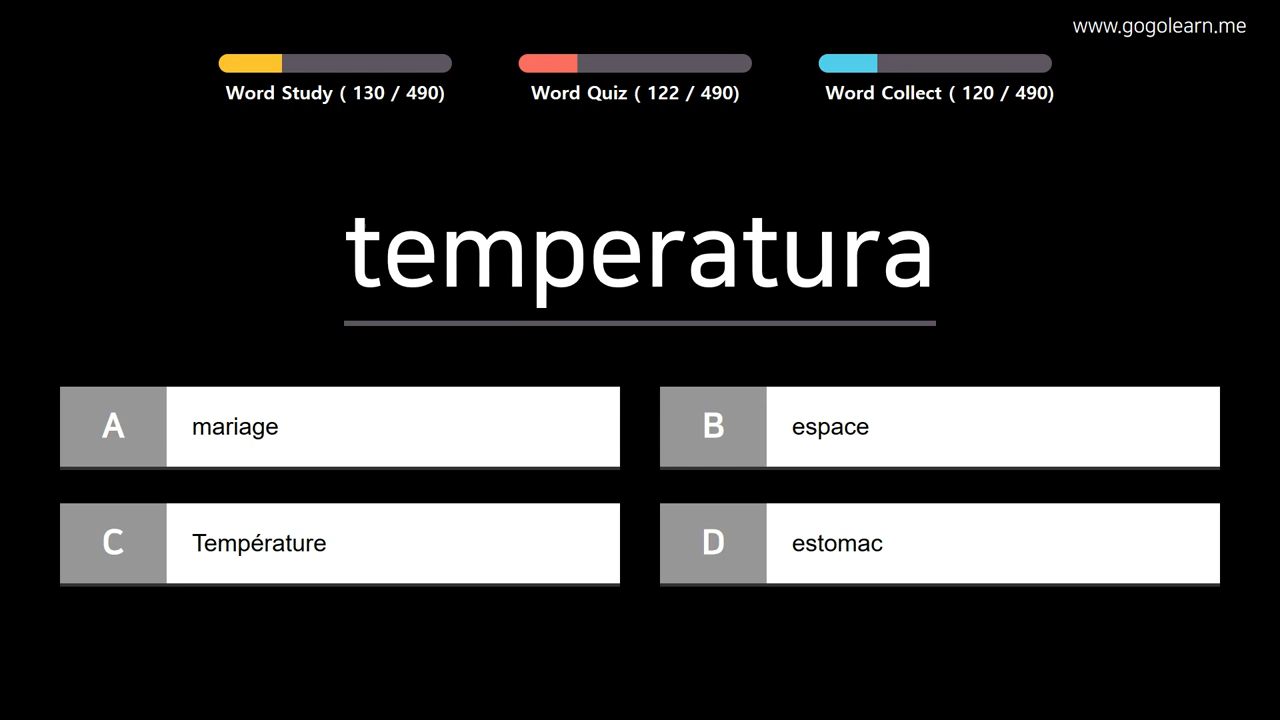 www.gogolearn.me
Word Study ( 130 / 490)
Word Quiz ( 122 / 490)
Word Collect ( 120 / 490)
temperatura
A mariage
B espace
C Température
D estomac